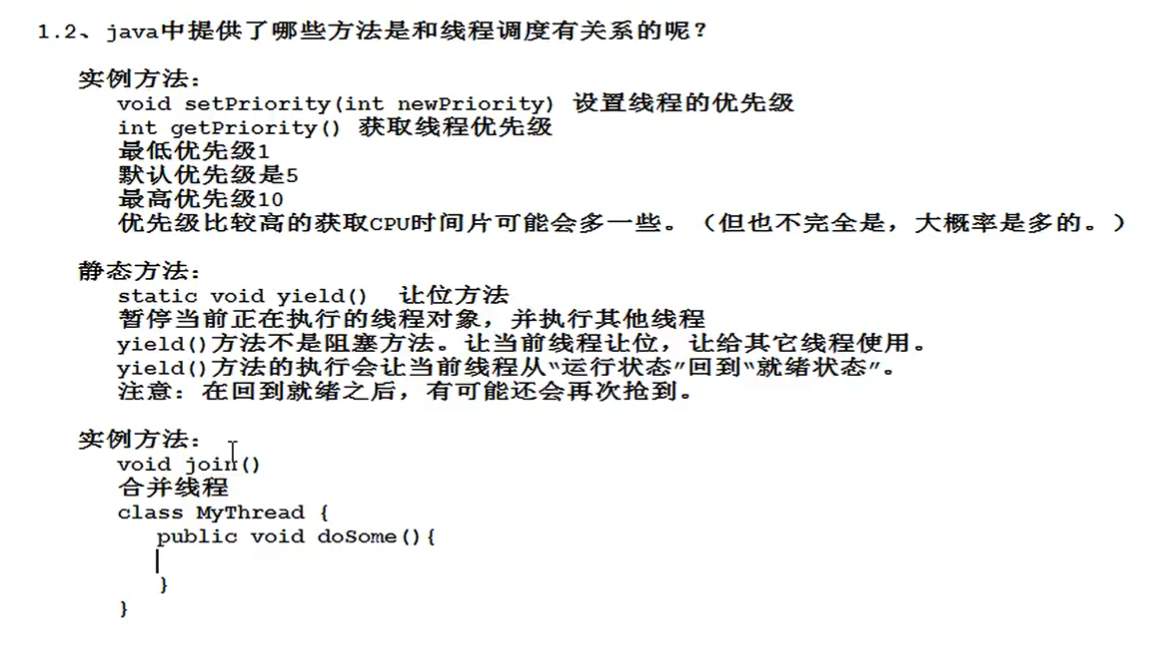 1.2、java中提供了哪些方法是和线程调度有关系的呢?
实例方法:
void setPriority(int newPriority) 设置线程的优先级
int getPriority() 获取线程优先级
最低优先级1
默认优先级是5
最高优先级10
优先级比较高的获取CPU时间片可能会多一些。（但也不完全是，大概率是多的。）
静态方法:
static void yield() 让位方法
暂停当前正在执行的线程对象，并执行其他线程
yield()方法不是阻塞方法。让当前线程让位，让给其它线程使用。
yield()方法的执行会让当前线程从“运行状态”回到“就绪状态”。
注意: 在回到就绪之后，有可能还会再次抢到。
实例方法:
void join()
合并线程
class MyThread {
public void doSome(){
}
}